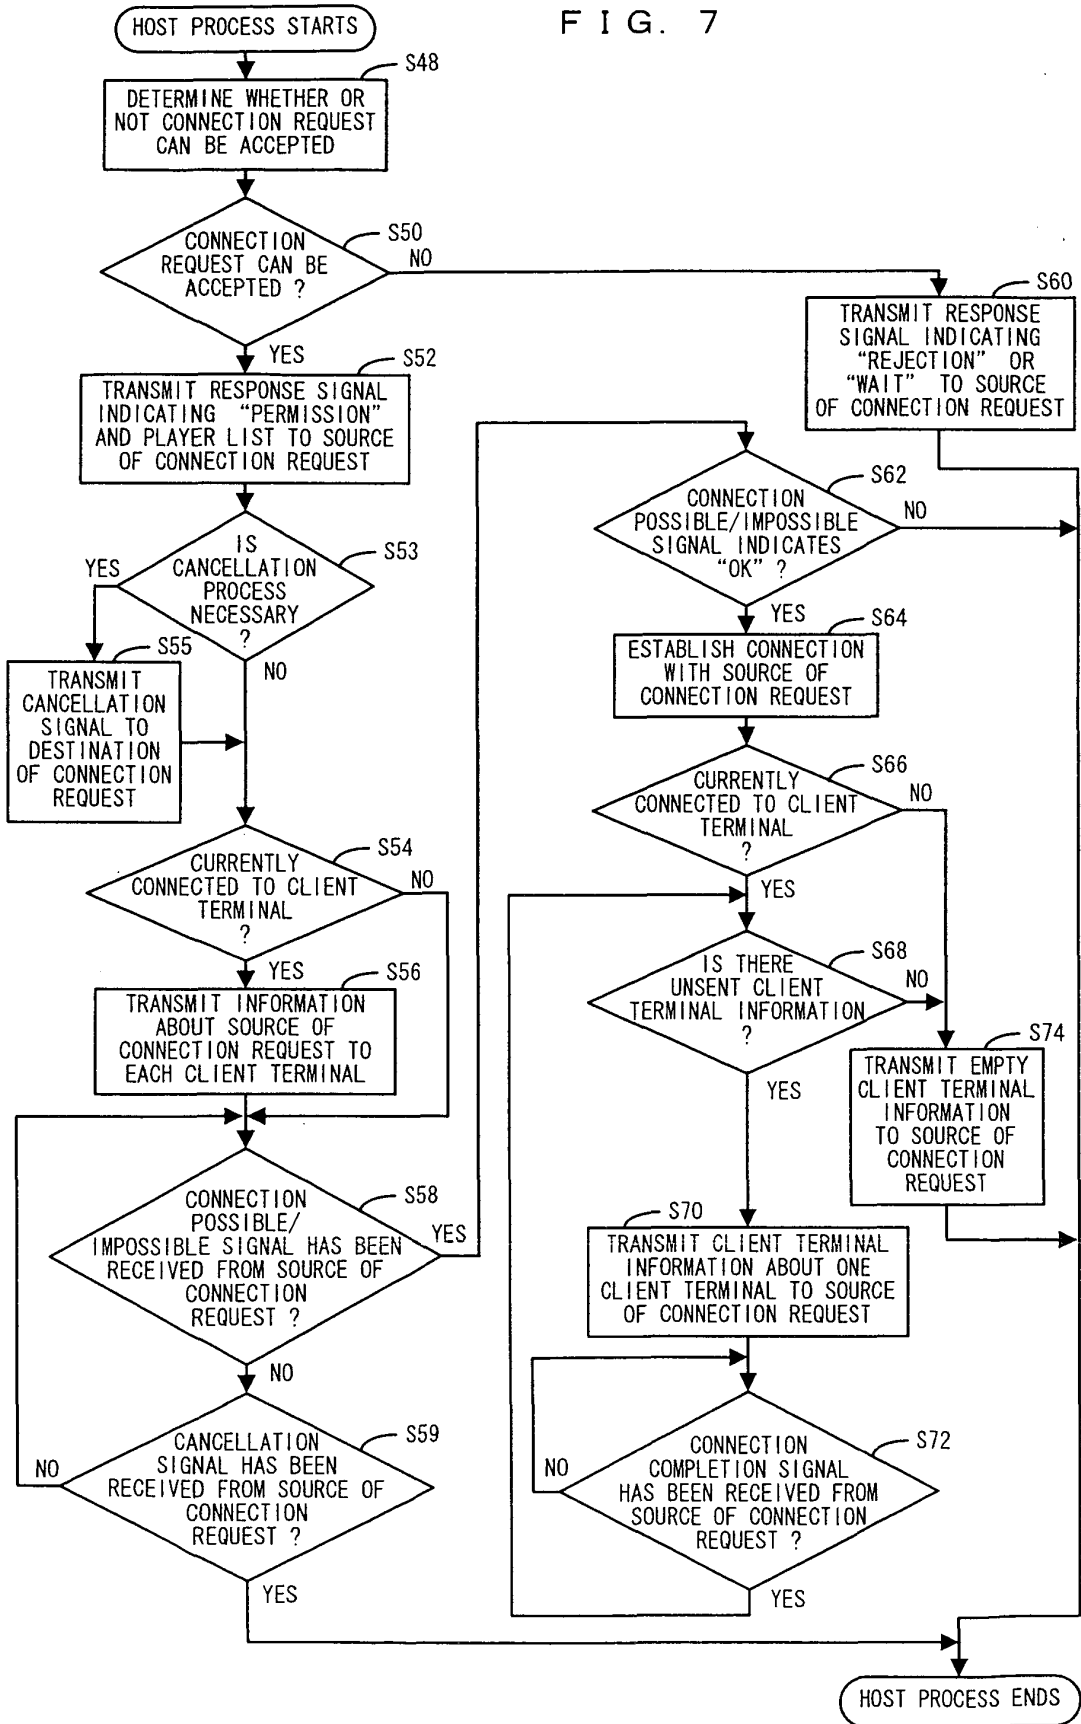 FIG. 7
HOST PROCESS STARTS
S48
DETERMINE WHETHER OR
NOT CONNECTION REQUEST
CAN BE ACCEPTED
S50
CONNECTION
REQUEST CAN BE
ACCEPTED ?
NO
YES
S52
TRANSMIT RESPONSE SIGNAL
INDICATING "PERMISSION"
AND PLAYER LIST TO SOURCE
OF CONNECTION REQUEST
S53
IS
CANCELLATION
PROCESS
NECESSARY
?
YES
NO
S55
TRANSMIT
CANCELLATION
SIGNAL TO
DESTINATION
OF CONNECTION
REQUEST
S54
CURRENTLY
CONNECTED TO CLIENT
TERMINAL
?
NO
YES
S56
TRANSMIT INFORMATION
ABOUT SOURCE OF
CONNECTION REQUEST TO
EACH CLIENT TERMINAL
S58
CONNECTION
POSSIBLE/
IMPOSSIBLE SIGNAL HAS BEEN
RECEIVED FROM SOURCE OF
CONNECTION
REQUEST ?
YES
NO
S59
CANCELLATION
SIGNAL HAS BEEN
RECEIVED FROM SOURCE OF
CONNECTION
REQUEST ?
NO
YES
S60
TRANSMIT RESPONSE
SIGNAL INDICATING
"REJECTION" OR
"WAIT" TO SOURCE
OF CONNECTION REQUEST
S62
CONNECTION
POSSIBLE/IMPOSSIBLE
SIGNAL INDICATES
"OK" ?
NO
YES
S64
ESTABLISH CONNECTION
WITH SOURCE OF
CONNECTION REQUEST
S66
CURRENTLY
CONNECTED TO CLIENT
TERMINAL
?
NO
YES
S68
IS THERE
UNSENT CLIENT
TERMINAL INFORMATION
?
NO
YES
S74
TRANSMIT EMPTY
CLIENT TERMINAL
INFORMATION
TO SOURCE OF
CONNECTION
REQUEST
S70
TRANSMIT CLIENT TERMINAL
INFORMATION ABOUT ONE
CLIENT TERMINAL TO SOURCE
OF CONNECTION REQUEST
S72
CONNECTION
COMPLETION SIGNAL
HAS BEEN RECEIVED FROM
SOURCE OF CONNECTION
REQUEST ?
NO
YES
HOST PROCESS ENDS